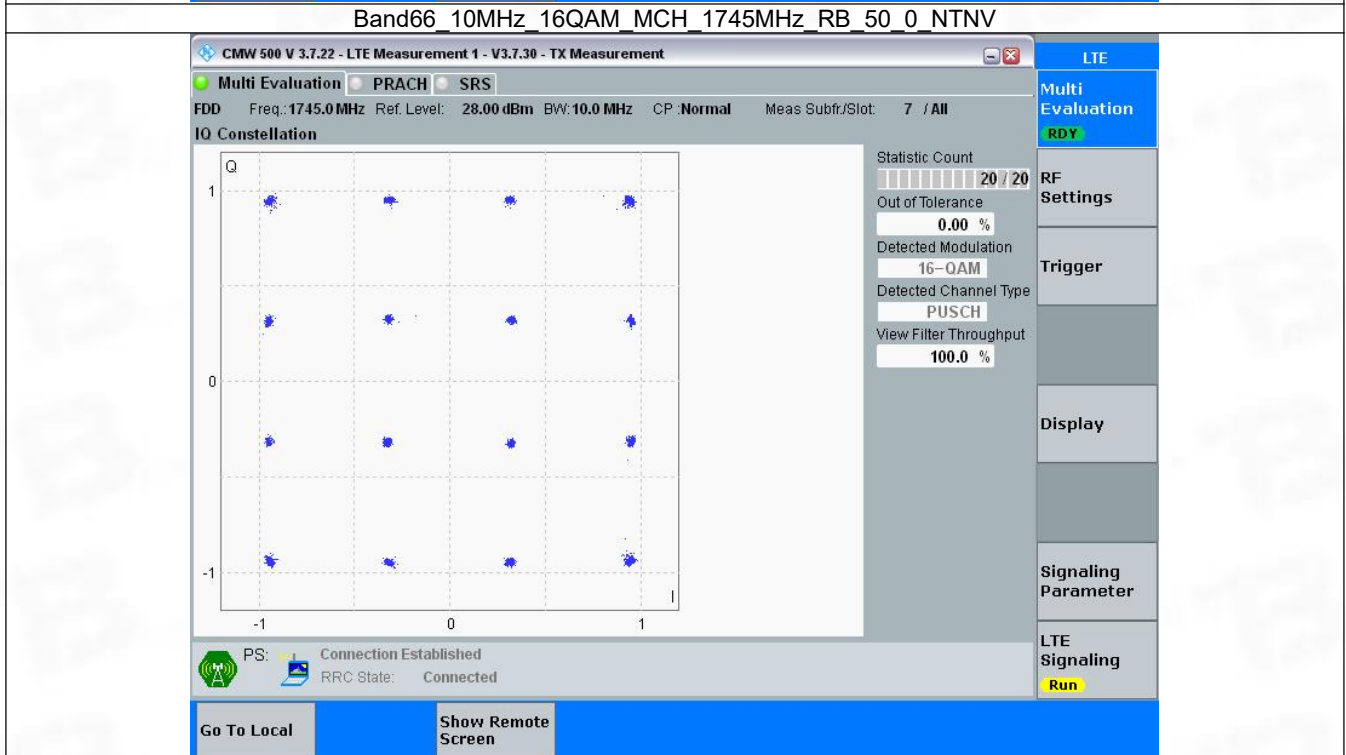 Band66_10MHz_16QAM_MCH_1745MHz_RB_50_0_NTNV
CMW 500 V 3.7.22 - LTE Measurement 1 - V3.7.30 - TX Measurement
LTE
Multi Evaluation PRACH SRS
Multi
Evaluation
RDY
FDD Freq.: 1745.0 MHz Ref. Level: 28.00 dBm BW: 10.0 MHz CP :Normal Meas Subfr./Slot: 7 / All
IQ Constellation
Q
1
0
-1
I
-1 0 1
Statistic Count
20 / 20
Out of Tolerance
0.00 %
Detected Modulation
16-QAM
Detected Channel Type
PUSCH
View Filter Throughput
100.0 %
RF
Settings
Trigger
Display
Signaling
Parameter
LTE
Signaling
Run
PS: Connection Established
RRC State: Connected
Go To Local
Show Remote
Screen